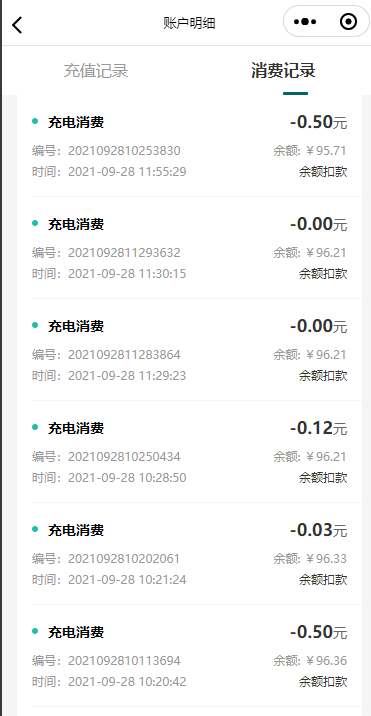 账户明细
充值记录 消费记录
充电消费 -0.50元
编号：2021092810253830 余额: ￥95.71
时间：2021-09-28 11:55:29 余额扣款
充电消费 -0.00元
编号：2021092811293632 余额: ￥96.21
时间：2021-09-28 11:30:15 余额扣款
充电消费 -0.00元
编号：2021092811283864 余额: ￥96.21
时间：2021-09-28 11:29:23 余额扣款
充电消费 -0.12元
编号：2021092810250434 余额: ￥96.21
时间：2021-09-28 10:28:50 余额扣款
充电消费 -0.03元
编号：2021092810202061 余额: ￥96.33
时间：2021-09-28 10:21:24 余额扣款
充电消费 -0.50元
编号：2021092810113694 余额: ￥96.36
时间：2021-09-28 10:20:42 余额扣款